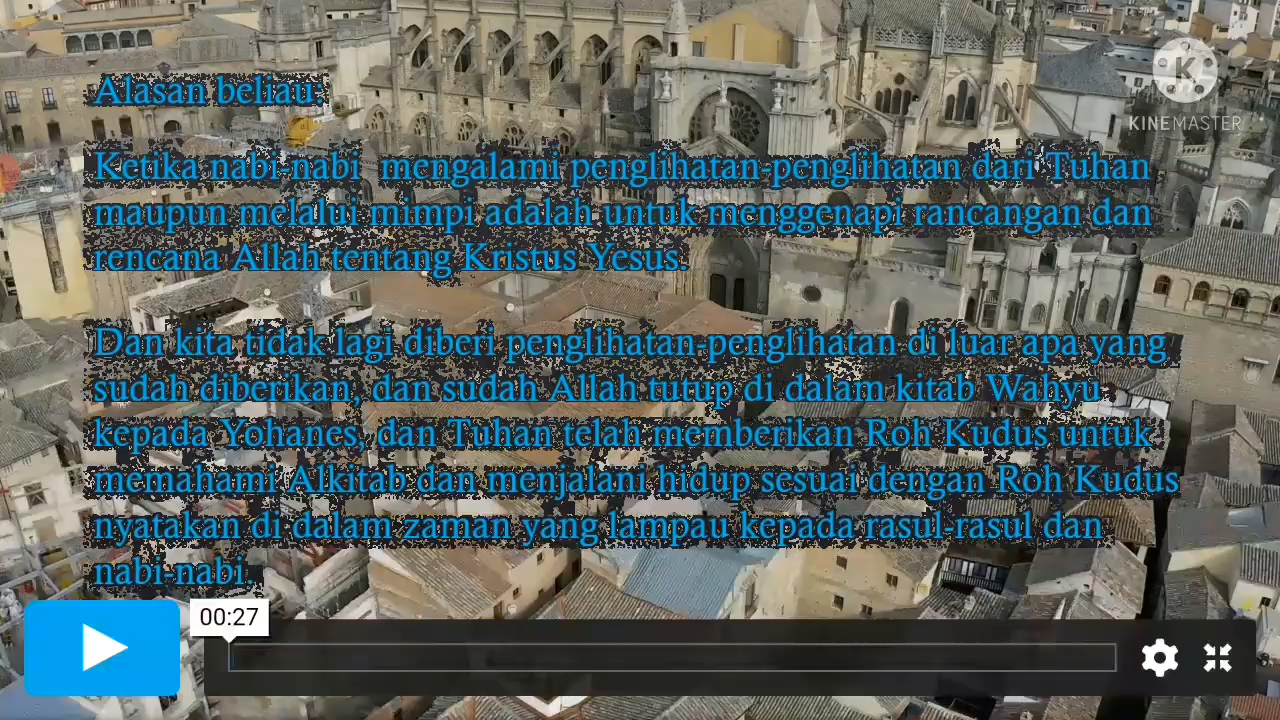 Alasan beliau:
KINEMASTER
Ketika nabi-nabi mengalami penglihatan-penglihatan dari Tuhan
maupun melalui mimpi adalah untuk menggenapi rancangan dan
rencana Allah tentang Kristus Yesus.
Dan kita tidak lagi diberi penglihatan-penglihatan di luar apa yang
sudah diberikan, dan sudah Allah tutup di dalam kitab Wahyu
kepada Yohanes, dan Tuhan telah memberikan Roh Kudus untuk
memahami Alkitab dan menjalani hidup sesuai dengan Roh Kudus
nyatakan di dalam zaman yang lampau kepada rasul-rasul dan
nabi-nabi.
00:27